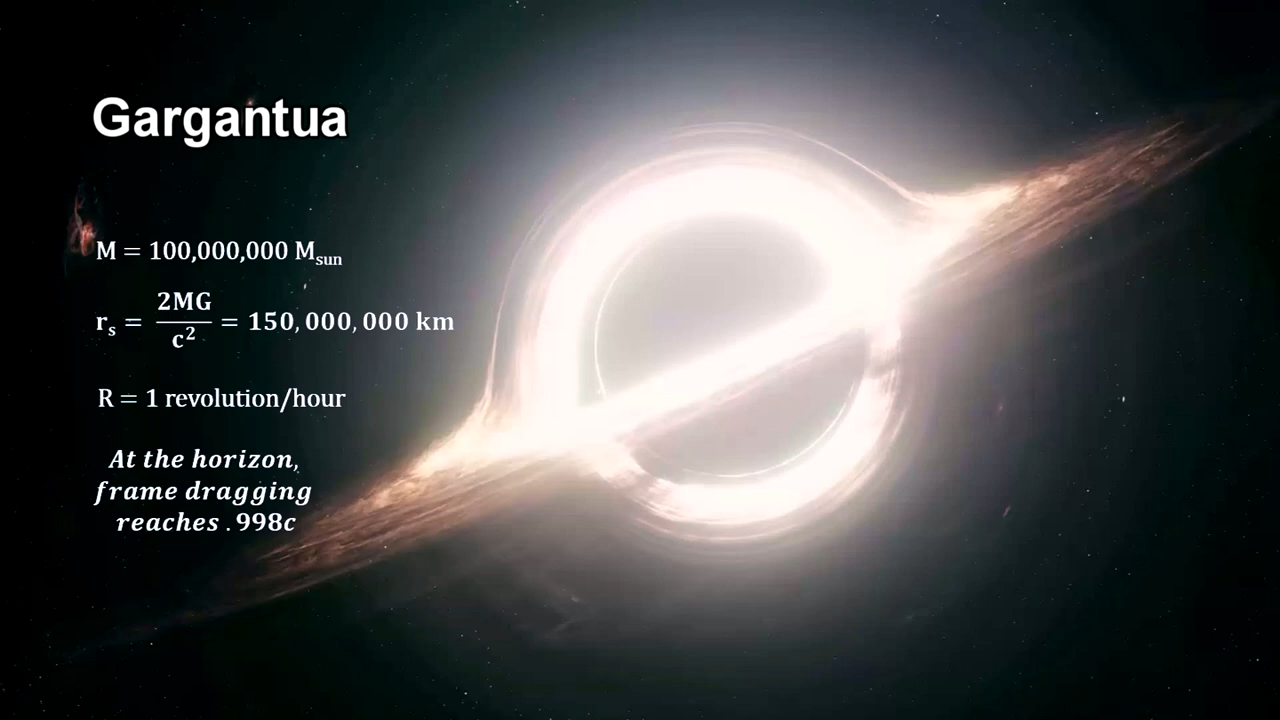 Gargantua
M = 100,000,000 M_sun
r_s = 2MG/c² = 150,000,000 km
R = 1 revolution/hour
At the horizon,
frame dragging
reaches .998c